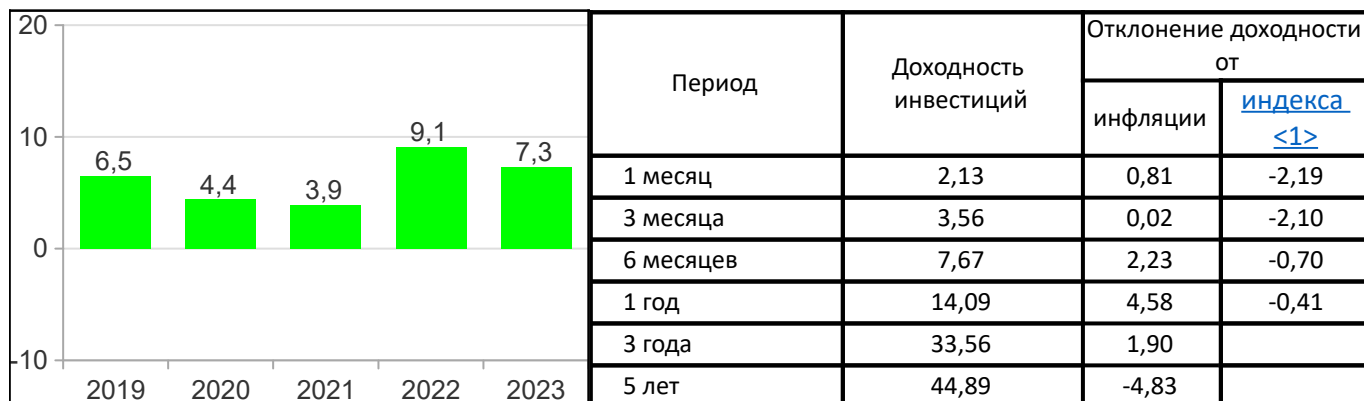 20
10
0
-10
6,5
4,4
3,9
9,1
7,3
2019 2020 2021 2022 2023
Период
Доходность
инвестиций
Отклонение доходности
от
инфляции
индекса
<1>
1 месяц 2,13 0,81 -2,19
3 месяца 3,56 0,02 -2,10
6 месяцев 7,67 2,23 -0,70
1 год 14,09 4,58 -0,41
3 года 33,56 1,90
5 лет 44,89 -4,83